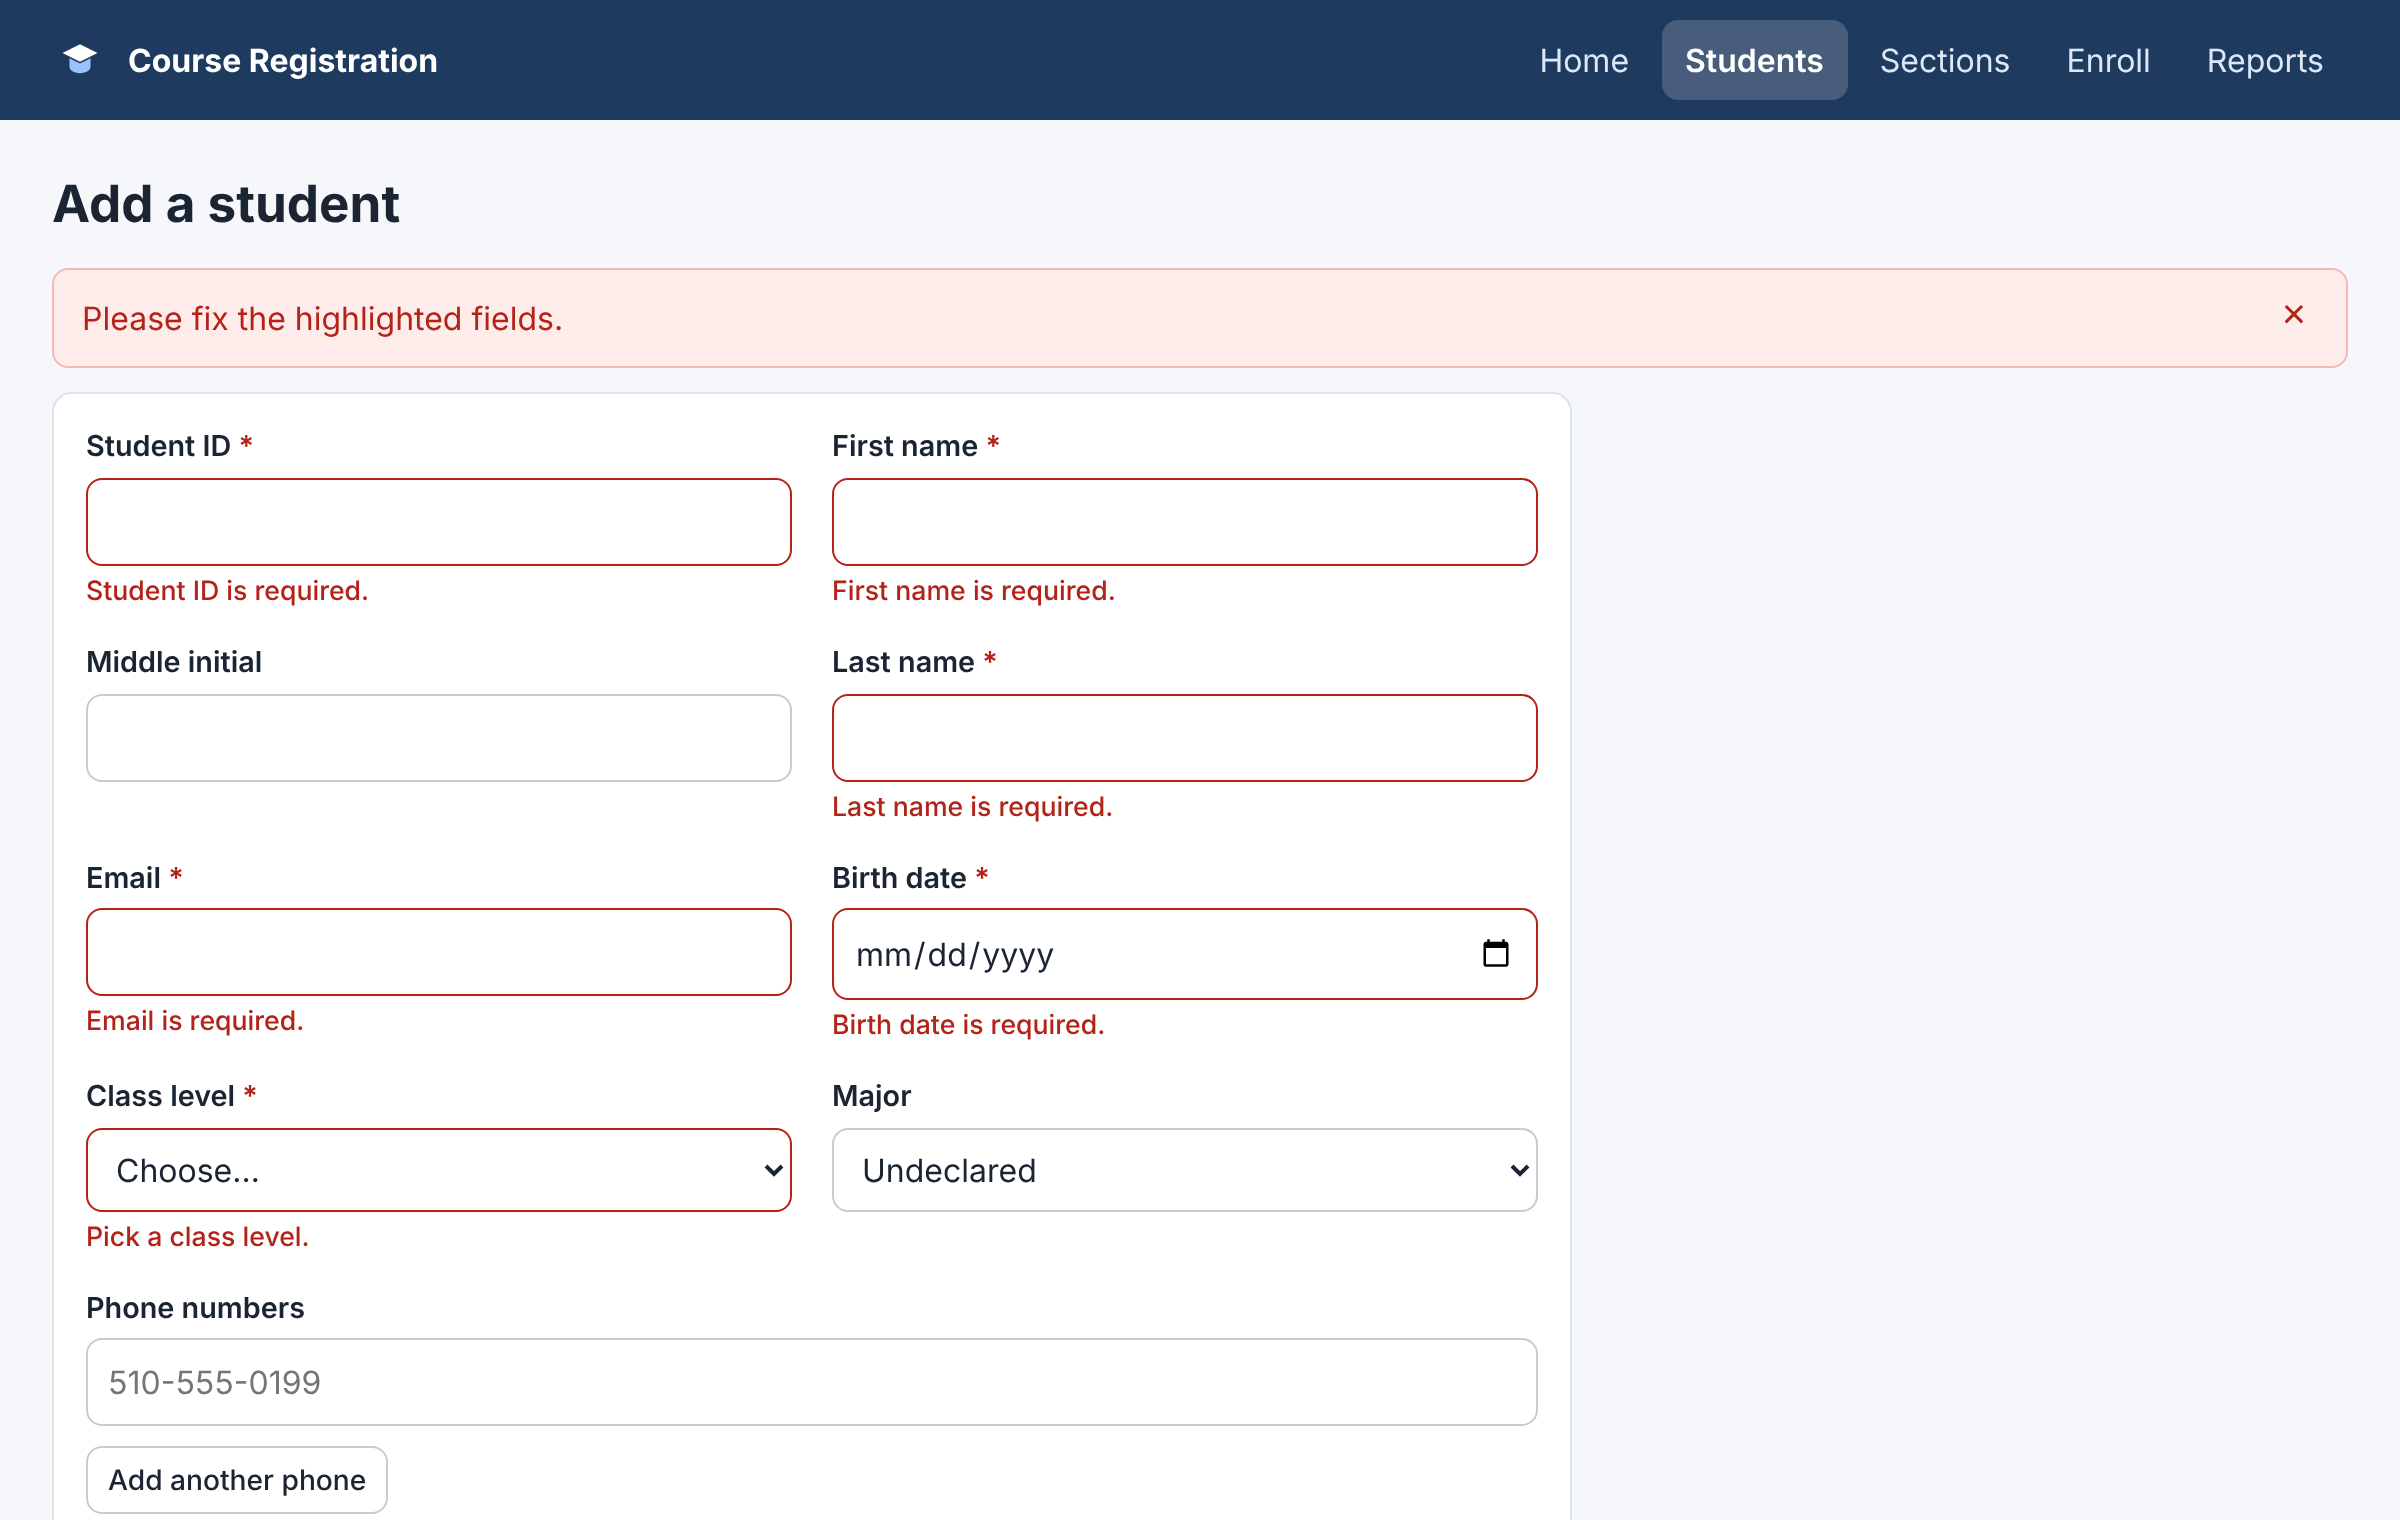 Course Registration
Home Students Sections Enroll Reports
Add a student
Please fix the highlighted fields.
Student ID *
First name *
Student ID is required.
First name is required.
Middle initial
Last name *
Last name is required.
Email *
Birth date *
mm/dd/yyyy
Email is required.
Birth date is required.
Class level *
Major
Choose...
Undeclared
Pick a class level.
Phone numbers
510-555-0199
Add another phone